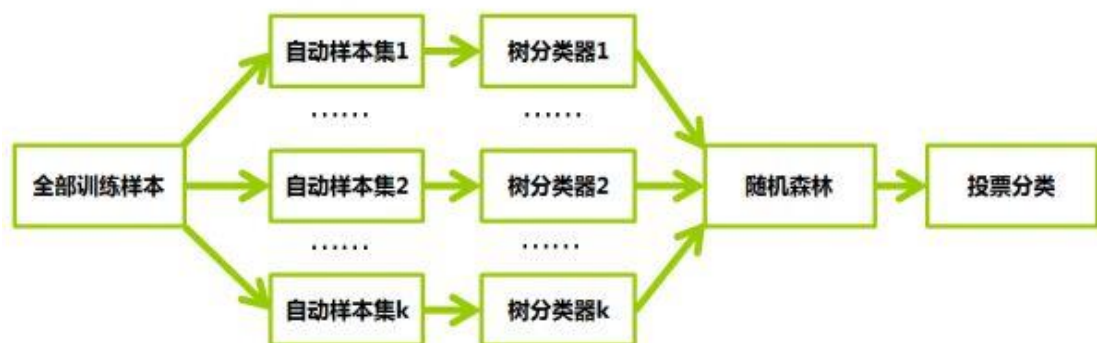 自动样本集1
树分类器1
......
......
全部训练样本
自动样本集2
树分类器2
随机森林
投票分类
......
......
自动样本集k
树分类器k